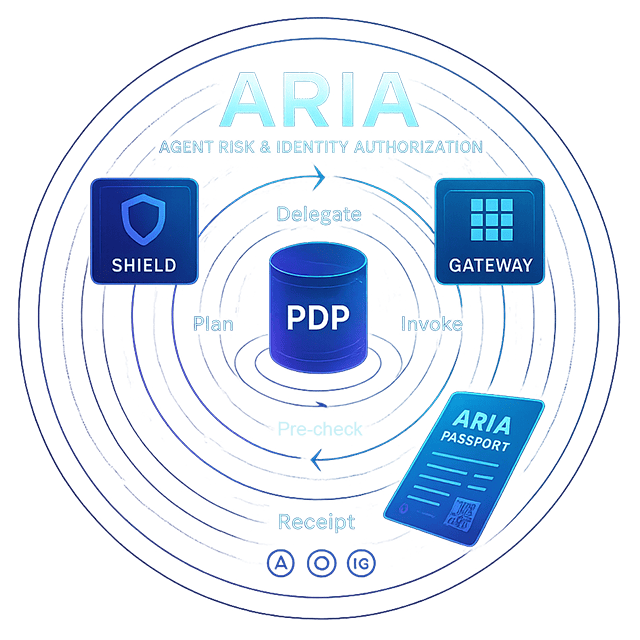 ARIA
AGENT RISK & IDENTITY AUTHORIZATION
Delegate
SHIELD
GATEWAY
PDP
Plan
Invoke
ARIA
PASSPORT
Pre-check
Receipt
A O IG